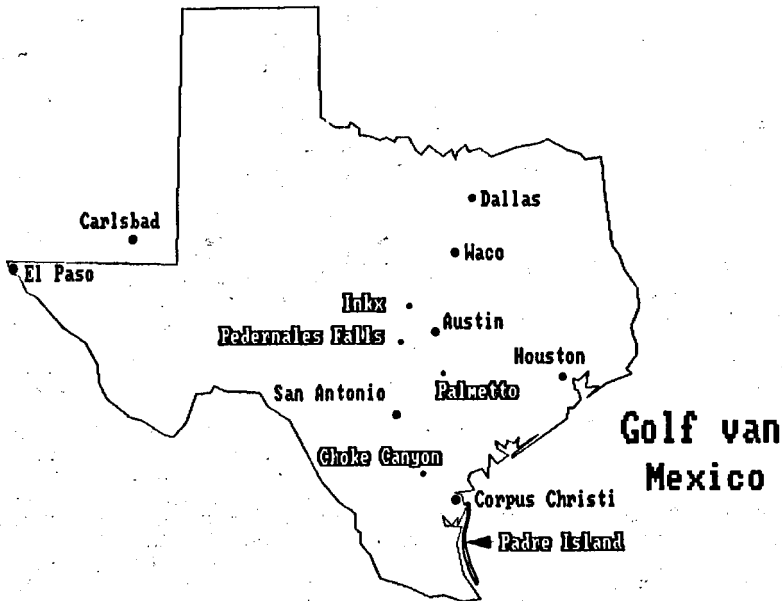 Dallas
Carlsbad
Waco
El Paso
Inkx
Austin
Pedernales Falls
Houston
San Antonio
Palmetto
Golf van
Mexico
Choke Canyon
Corpus Christi
Padre Island